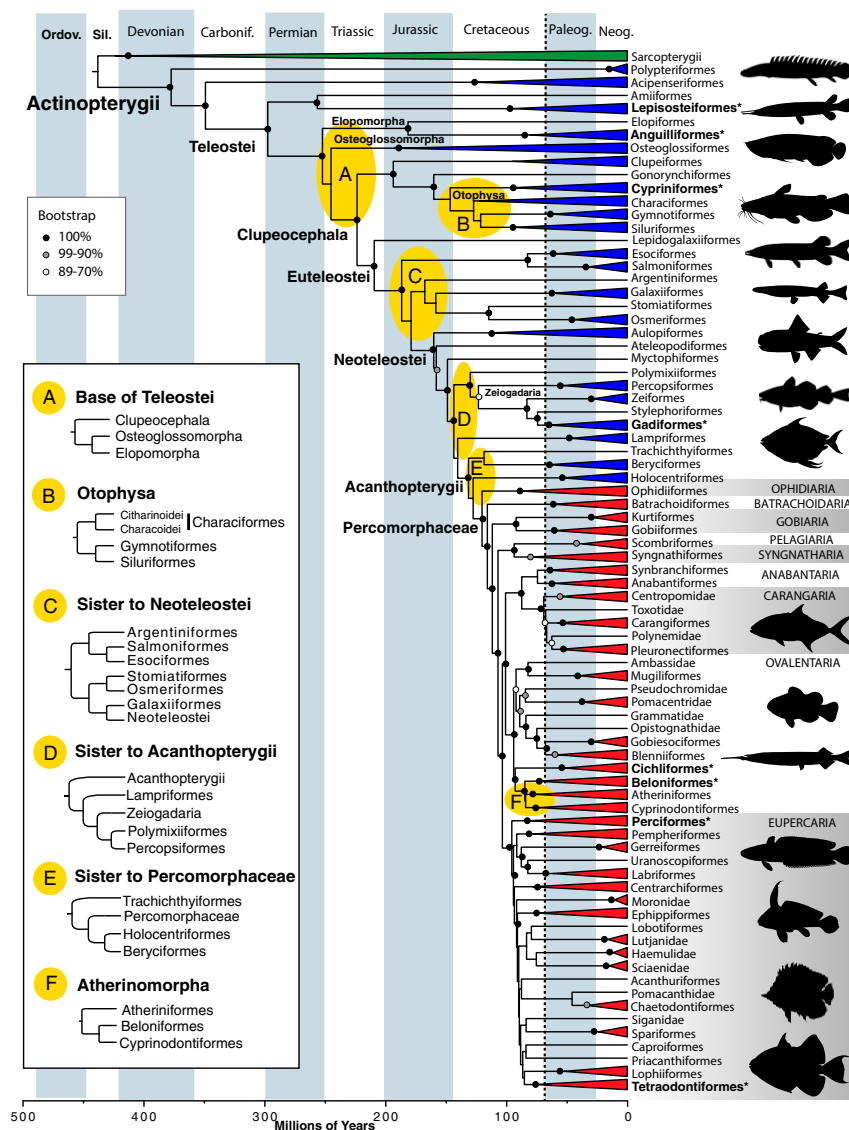 Ordov.
Sil.
Devonian
Carbonif.
Permian
Triassic
Jurassic
Cretaceous
Paleog.
Neog.
Sarcopterygii
Polypteriformes
Actinopterygii
Acipenseriformes
Amiiformes
Lepisosteiformes*
Elopomorpha
Elopiformes
Teleostei
Anguilliformes*
Osteoglossomorpha
Osteoglossiformes
A
Clupeiformes
Gonorynchiformes
Otophysa
Cypriniformes*
Characiformes
B
Gymnotiformes
Siluriformes
Clupeocephala
Lepidogalaxiiformes
Esociformes
Euteleostei
C
Salmoniformes
Argentiniformes
Galaxiiformes
Stomiatiformes
Osmeriformes
Aulopiformes
Neoteleostei
Ateleopodiformes
Myctophiformes
Polymixiiformes
Percopsiformes
Zeiogadaria
Zeiformes
D
Stylephoriformes
Gadiformes*
Lampriformes
Trachichthyiformes
E
Beryciformes
Holocentriformes
Acanthopterygii
Ophidiiformes
OPHIDIARIA
Batrachoidiformes
BATRACHOIDARIA
Percomorphaceae
Kurtiformes
GOBIARIA
Gobiiformes
Scombriformes
PELAGIARIA
Syngnathiformes
SYNGNATHARIA
Synbranchiformes
ANABANTARIA
Anabantiformes
Centropomidae
CARANGARIA
Toxotidae
Carangiformes
Polynemidae
Pleuronectiformes
Ambassidae
OVALENTARIA
Mugiliformes
Pseudochromidae
Pomacentridae
Grammatidae
Opistognathidae
Gobiesociformes
Blenniiformes
Cichliformes*
Beloniformes*
F
Atheriniformes
Cyprinodontiformes
Perciformes*
EUPERCARIA
Pempheriformes
Gerreiformes
Uranoscopiformes
Labriformes
Centrarchiformes
Moronidae
Ephippiformes
Lobotiformes
Lutjanidae
Haemulidae
Sciaenidae
Acanthuriformes
Pomacanthidae
Chaetodontiformes
Siganidae
Spariformes
Caproiformes
Priacanthiformes
Lophiiformes
Tetraodontiformes*
Bootstrap
100%
99-90%
89-70%
A
Base of Teleostei
Clupeocephala
Osteoglossomorpha
Elopomorpha
B
Otophysa
Citharinoidei
Characoidei
Characiformes
Gymnotiformes
Siluriformes
C
Sister to Neoteleostei
Argentiniformes
Salmoniformes
Esociformes
Stomiatiformes
Osmeriformes
Galaxiiformes
Neoteleostei
D
Sister to Acanthopterygii
Acanthopterygii
Lampriformes
Zeiogadaria
Polymixiiformes
Percopsiformes
E
Sister to Percomorphaceae
Trachichthyiformes
Percomorphaceae
Holocentriformes
Beryciformes
F
Atherinomorpha
Atheriniformes
Beloniformes
Cyprinodontiformes
500
400
300
200
100
0
Millions of Years